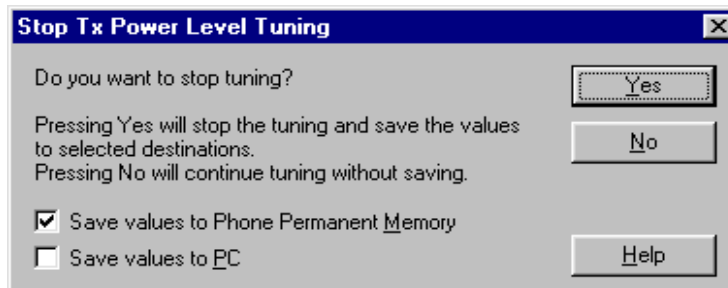 Stop Tx Power Level Tuning
Do you want to stop tuning?
Yes
Pressing Yes will stop the tuning and save the values
to selected destinations.
Pressing No will continue tuning without saving.
No
Save values to Phone Permanent Memory
Save values to PC
Help